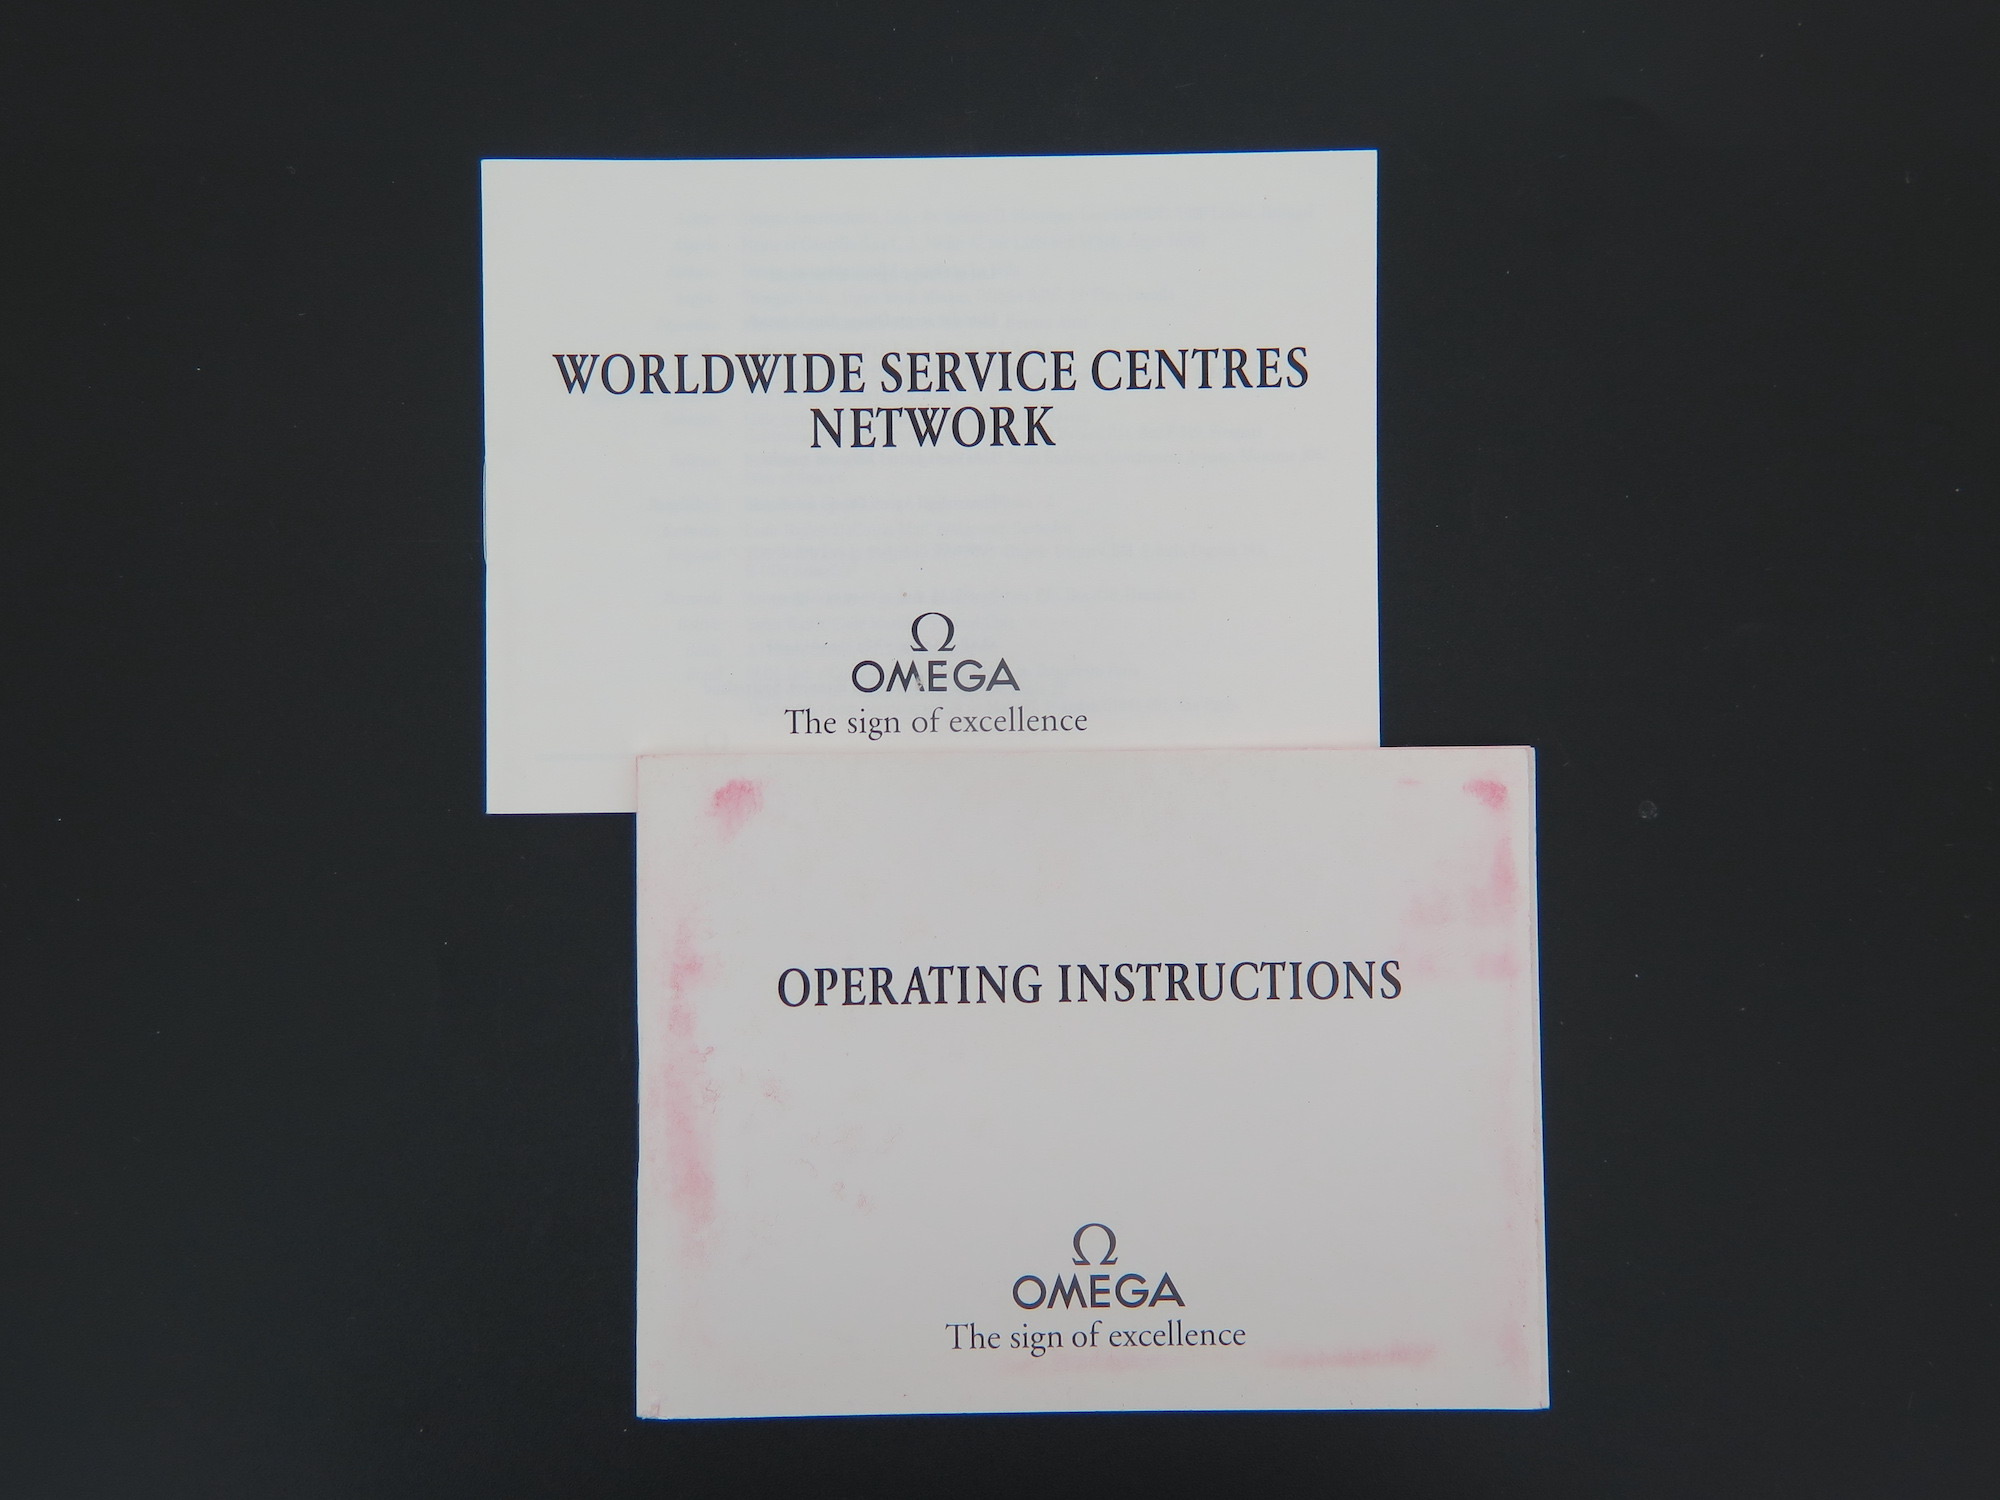 WORLDWIDE SERVICE CENTRES
NETWORK
Ω
OMEGA
The sign of excellence
OPERATING INSTRUCTIONS
Ω
OMEGA
The sign of excellence